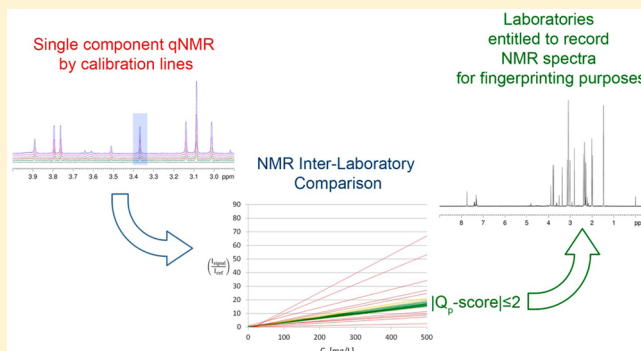 Single component qNMR
by calibration lines
3.9 3.8 3.7 3.6 3.5 3.4 3.3 3.2 3.1 3.0 ppm
NMR Inter-Laboratory
Comparison
90
80
70
60
50
40
30
20
10
0
(I_signal/I_ref)
0 100 200 300 400 500
Laboratories
entitled to record
NMR spectra
for fingerprinting purposes
8 7 6 5 4 3 2 1
|Qp-score|≤2